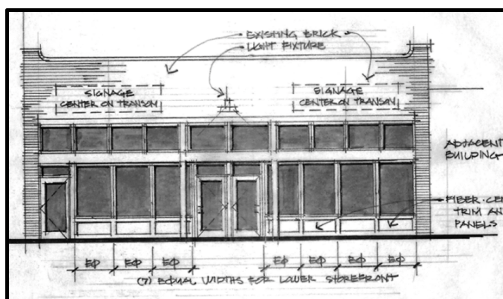 EXISTING BRICK
LIGHT FIXTURE
SIGNAGE
CENTER ON TRANSOM
SIGNAGE
CENTER ON TRANSOM
ADJACENT
BUILDING
FIBER-CE
TRIM AN
PANELS
EQ EQ EQ EQ EQ EQ EQ
(7) EQUAL WIDTHS FOR LOWER STOREFRONT